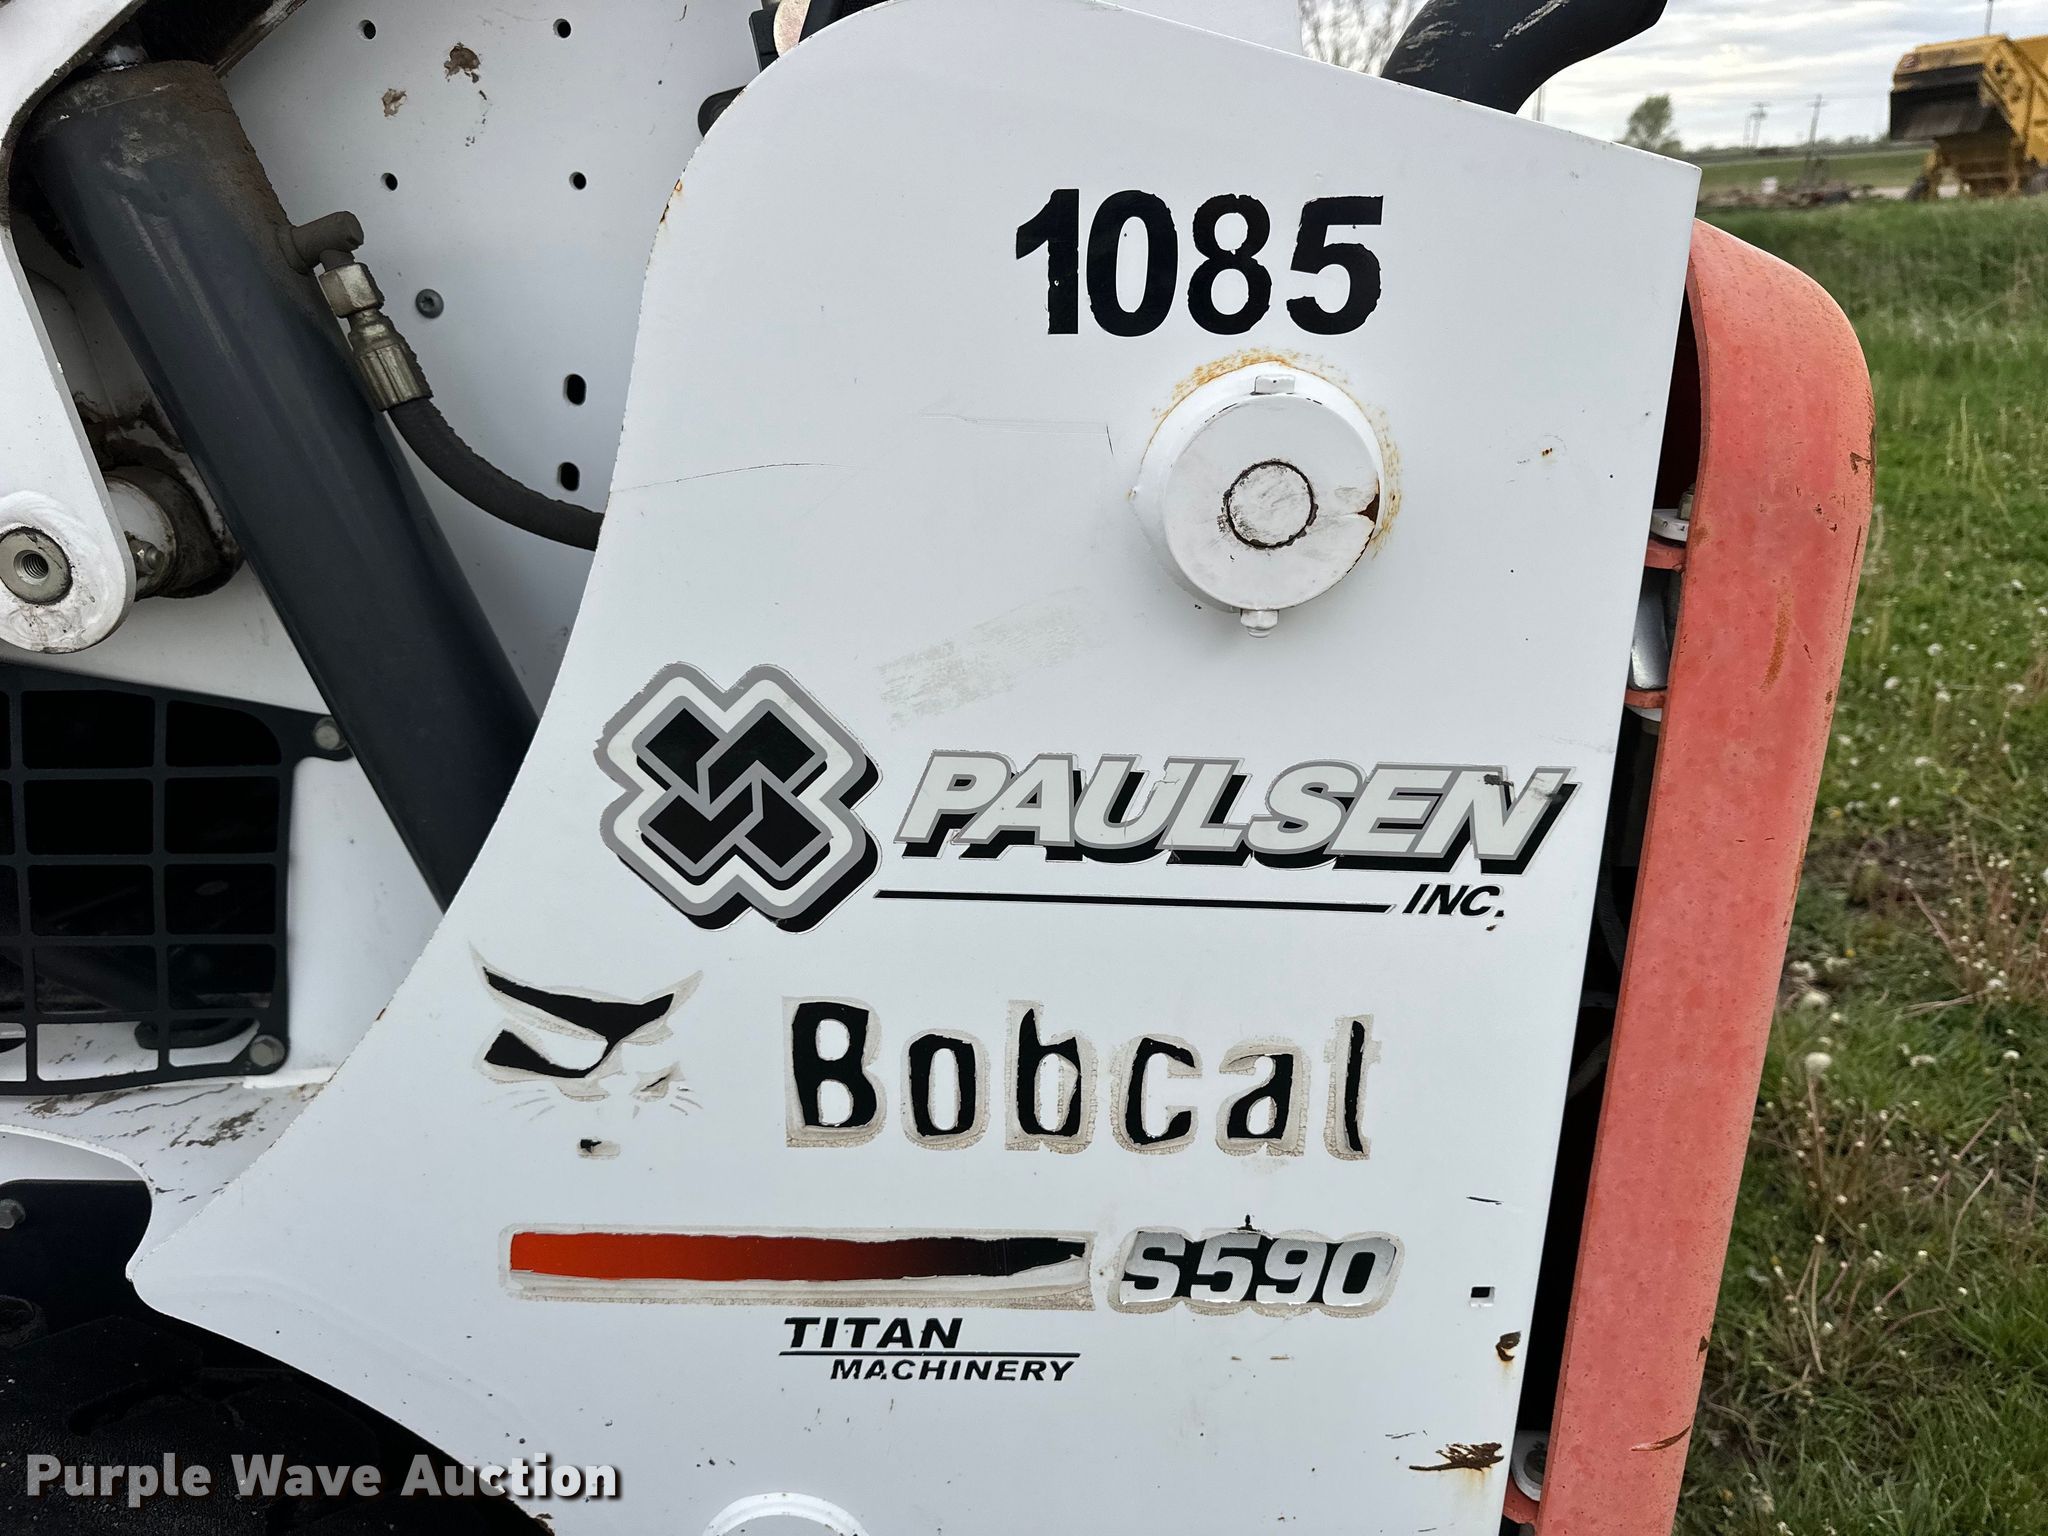 1085
PAULSEN
INC.
Bobcat
S590
TITAN
MACHINERY
Purple Wave Auction